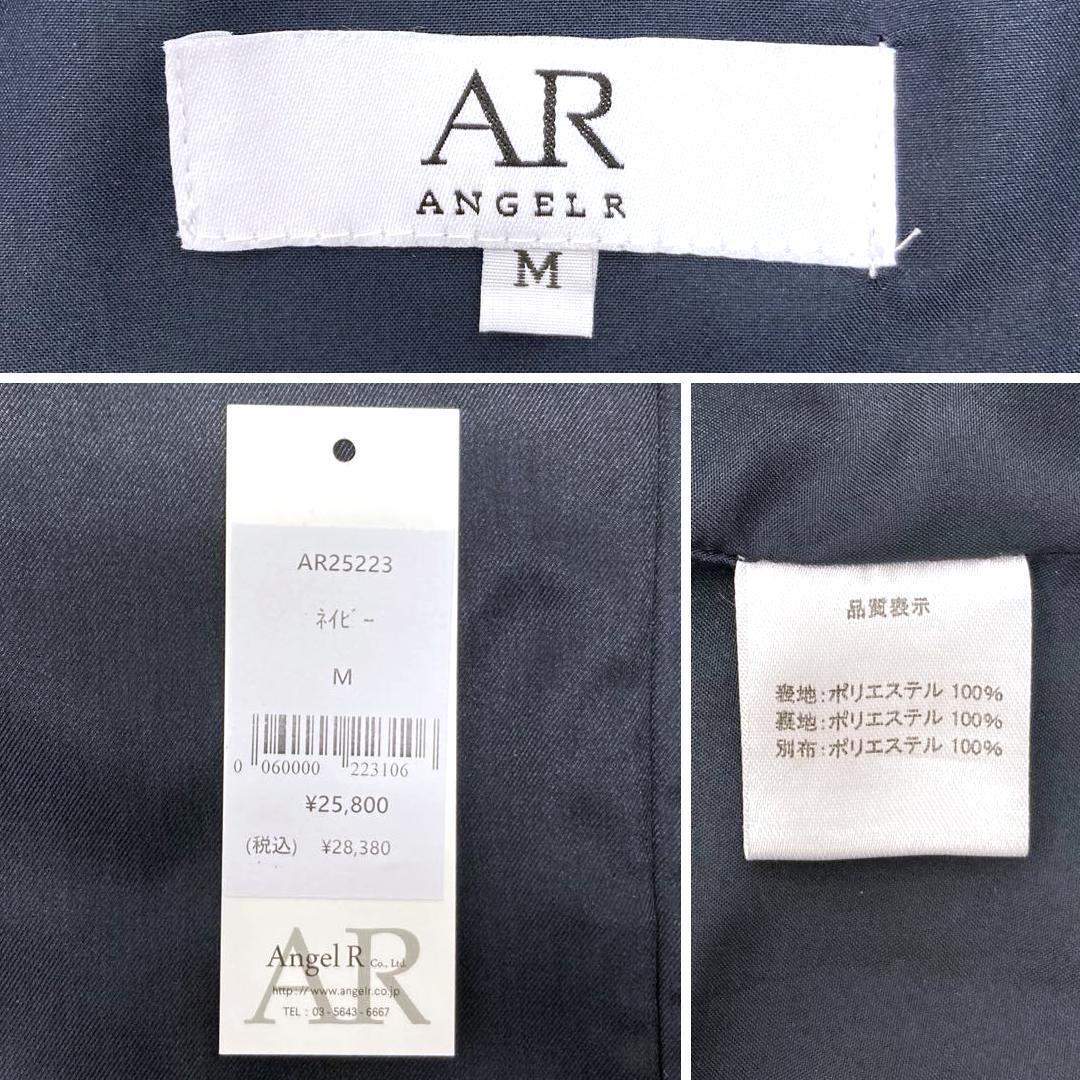 AR
ANGELR
M
AR25223
ﾈｲﾋﾞｰ
M
0 060000 223106
¥25,800
(税込) ¥28,380
AR
Angel R Co., Ltd.
http://www.angelr.co.jp
TEL : 03 - 5643 - 6667
品質表示
表地:ポリエステル 100%
裏地:ポリエステル 100%
別布:ポリエステル 100%